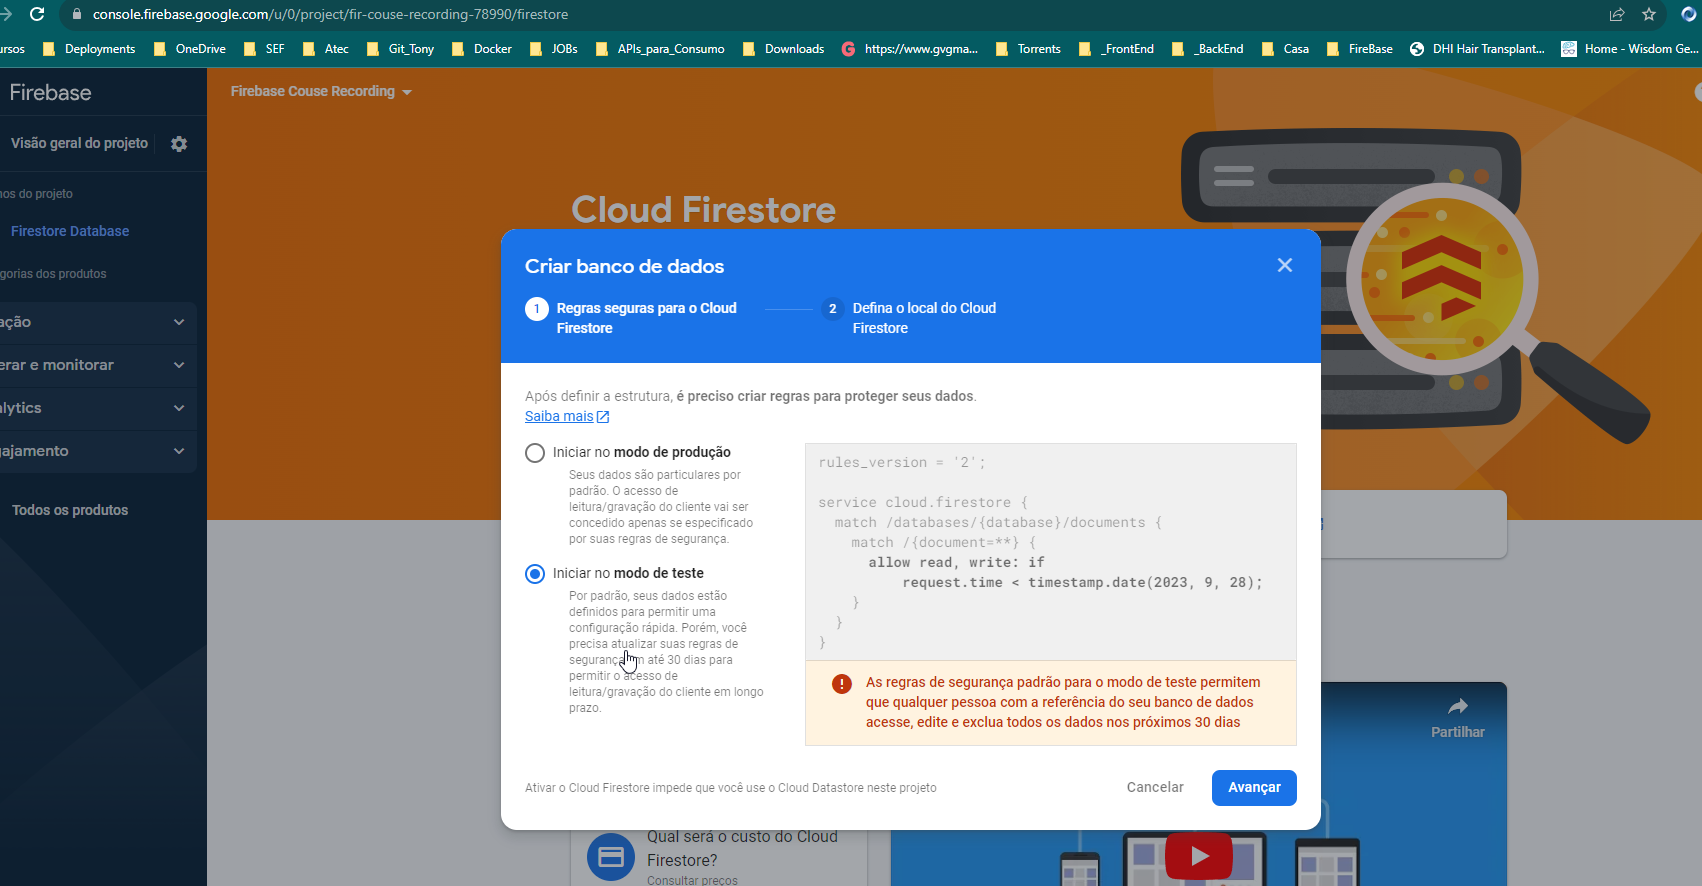 console.firebase.google.com/u/0/project/fir-couse-recording-78990/firestore
ursos Deployments OneDrive SEF Atec Git_Tony Docker JOBs APIs_para_Consumo Downloads https://www.gvgma... Torrents _FrontEnd _BackEnd Casa FireBase DHI Hair Transplant... Home - Wisdom Ge...
Firebase
Firebase Couse Recording
Visão geral do projeto
nos do projeto
Firestore Database
gorias dos produtos
ação
erar e monitorar
lytics
gajamento
Todos os produtos
Cloud Firestore
Criar banco de dados
1 Regras seguras para o Cloud
Firestore
2 Defina o local do Cloud
Firestore
Após definir a estrutura, é preciso criar regras para proteger seus dados.
Saiba mais
Iniciar no modo de produção
Seus dados são particulares por
padrão. O acesso de
leitura/gravação do cliente vai ser
concedido apenas se especificado
por suas regras de segurança.
Iniciar no modo de teste
Por padrão, seus dados estão
definidos para permitir uma
configuração rápida. Porém, você
precisa atualizar suas regras de
segurança em até 30 dias para
permitir o acesso de
leitura/gravação do cliente em longo
prazo.
rules_version = '2';
service cloud.firestore {
match /databases/{database}/documents {
match /{document=**} {
allow read, write: if
request.time < timestamp.date(2023, 9, 28);
}
}
}
As regras de segurança padrão para o modo de teste permitem
que qualquer pessoa com a referência do seu banco de dados
acesse, edite e exclua todos os dados nos próximos 30 dias
Ativar o Cloud Firestore impede que você use o Cloud Datastore neste projeto
Cancelar
Avançar
Partilhar
Qual será o custo do Cloud
Firestore?
Consultar preços